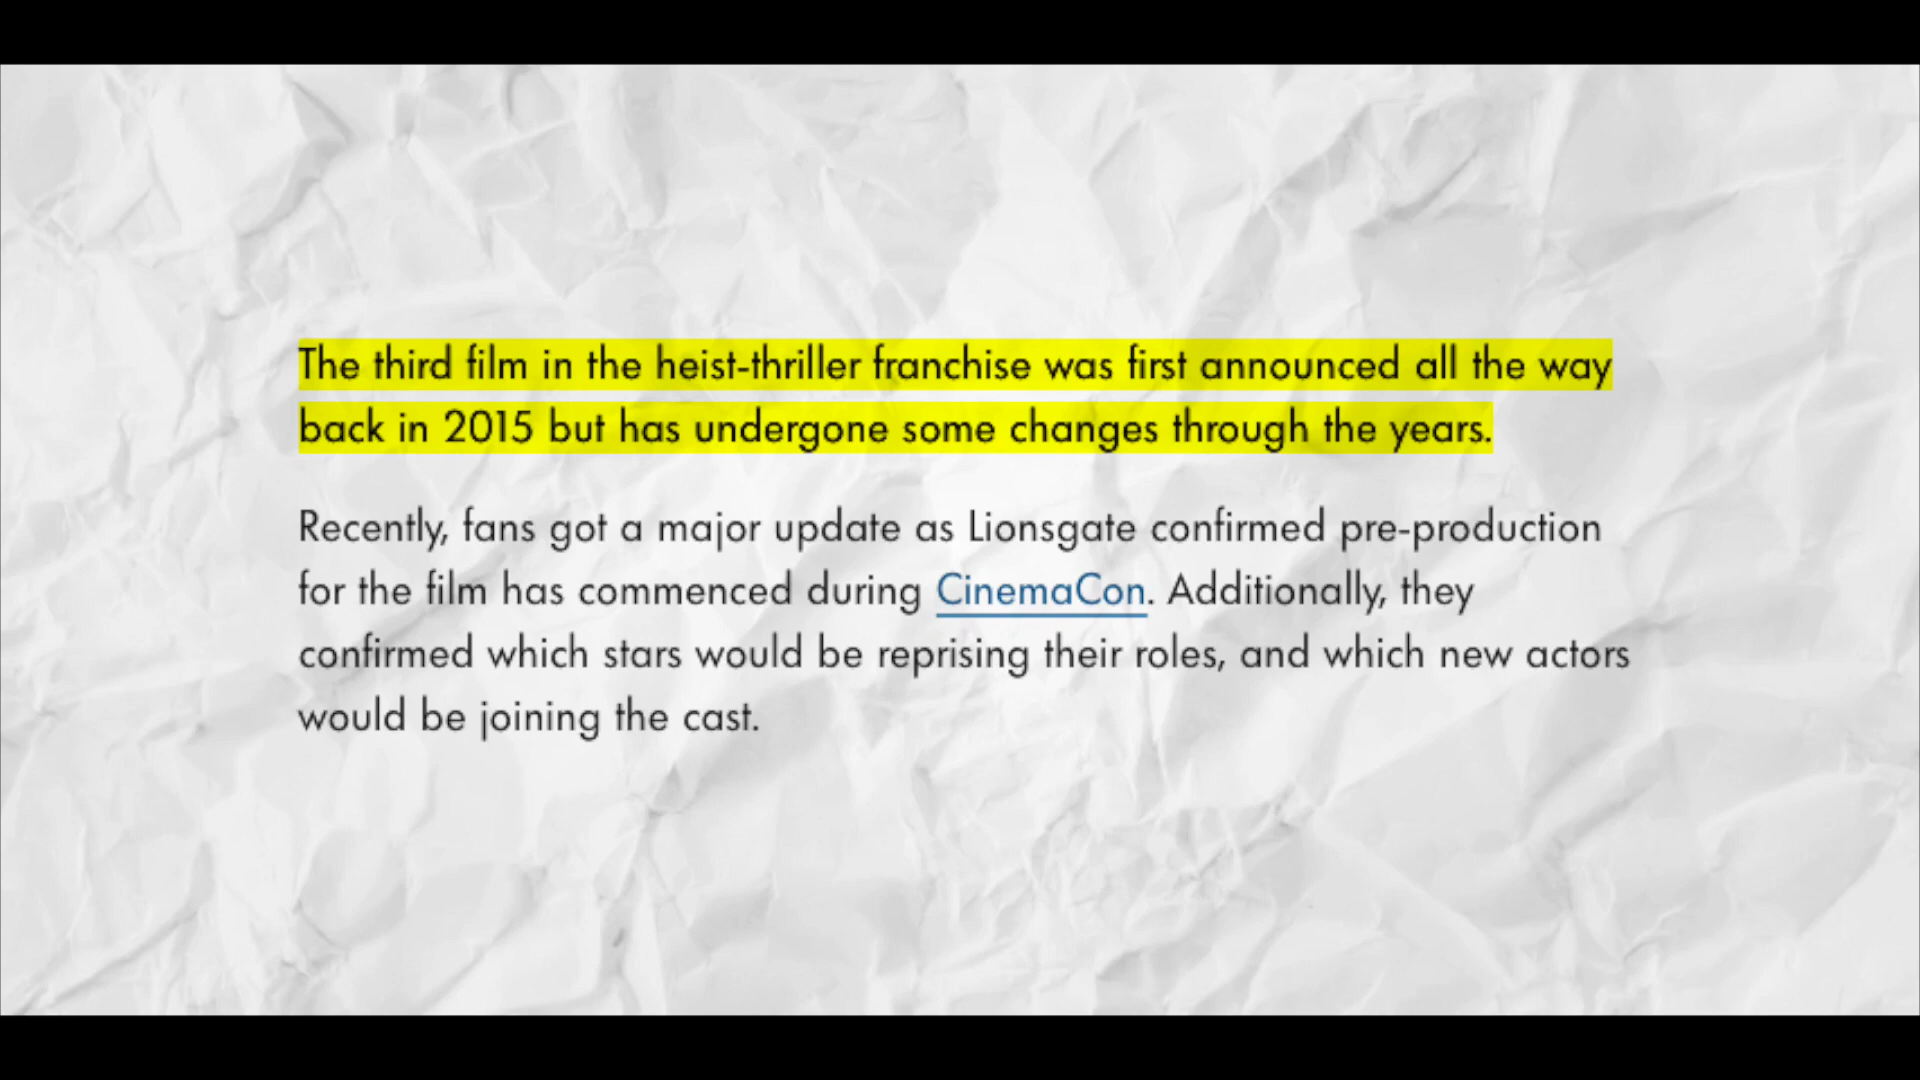 The third film in the heist-thriller franchise was first announced all the way
back in 2015 but has undergone some changes through the years.
Recently, fans got a major update as Lionsgate confirmed pre-production
for the film has commenced during CinemaCon. Additionally, they
confirmed which stars would be reprising their roles, and which new actors
would be joining the cast.